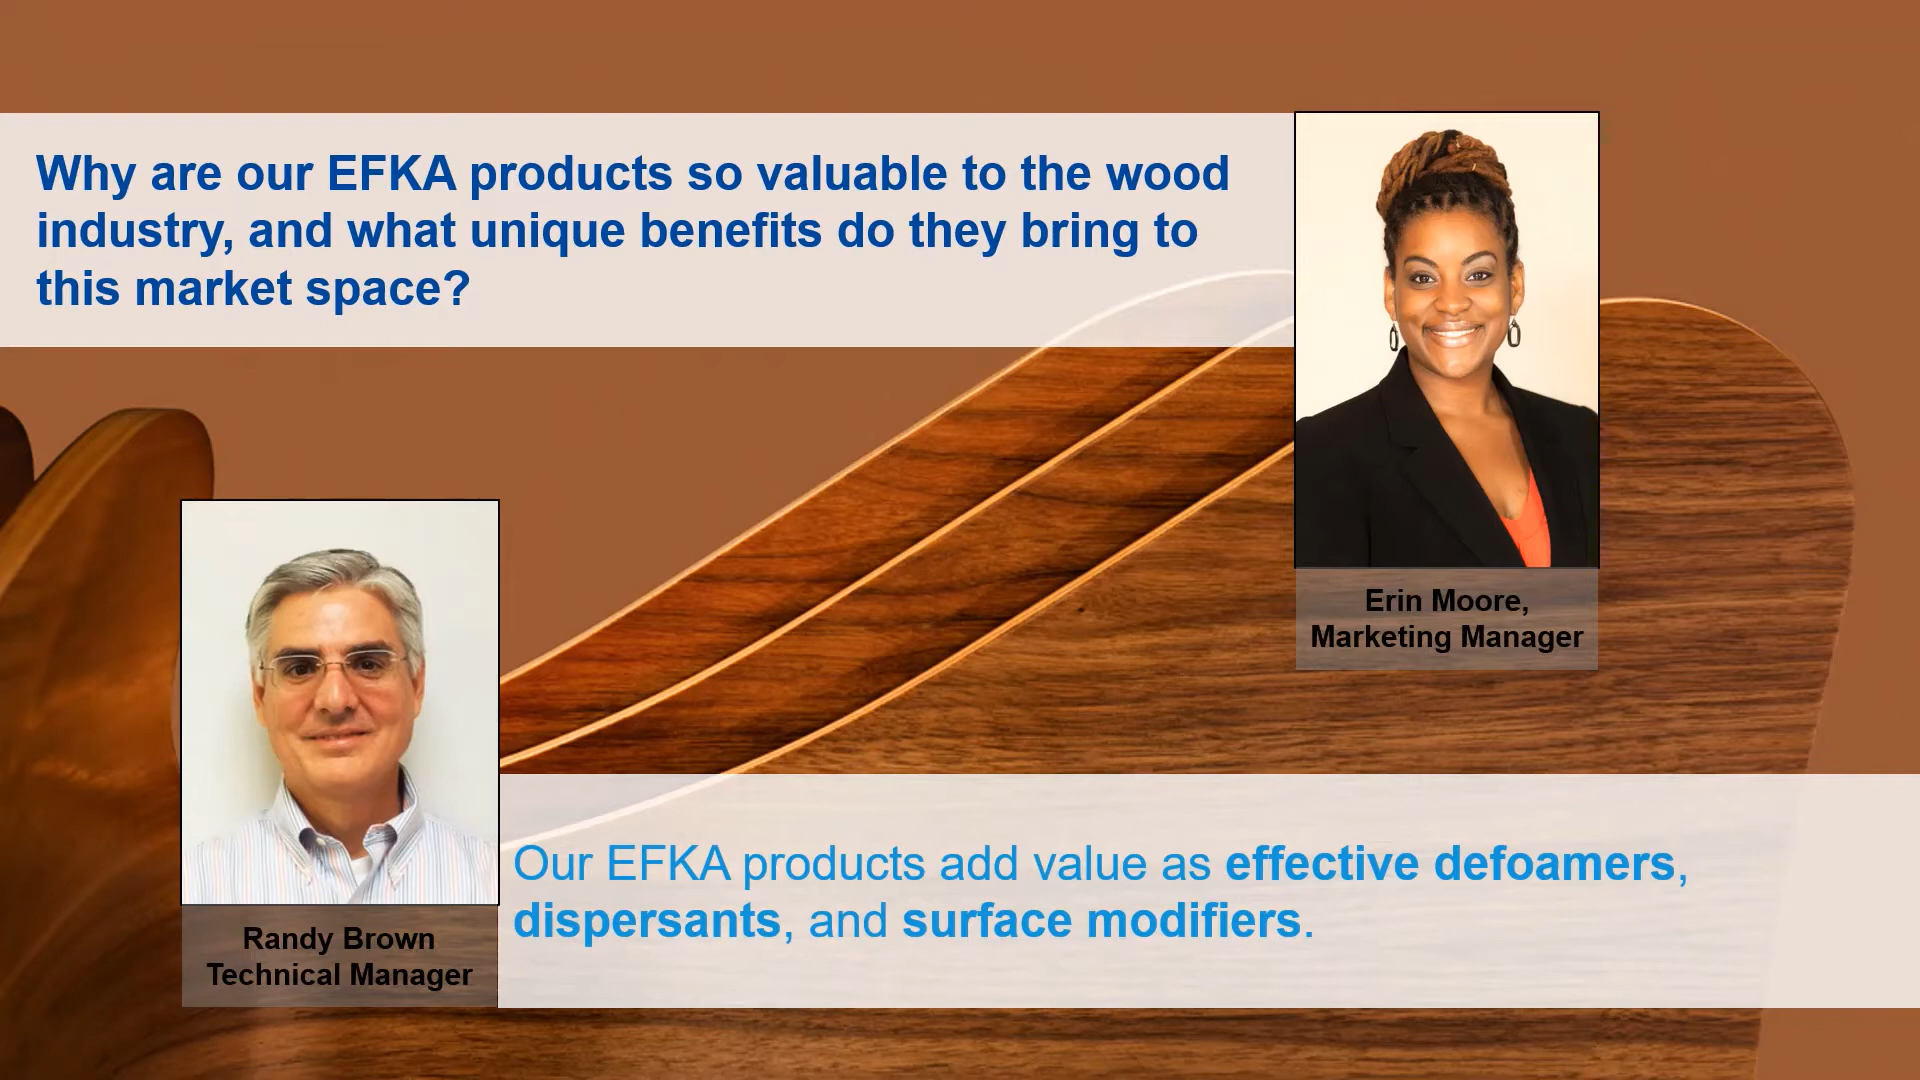 Why are our EFKA products so valuable to the wood
industry, and what unique benefits do they bring to
this market space?
Erin Moore,
Marketing Manager
Randy Brown
Technical Manager
Our EFKA products add value as effective defoamers,
dispersants, and surface modifiers.